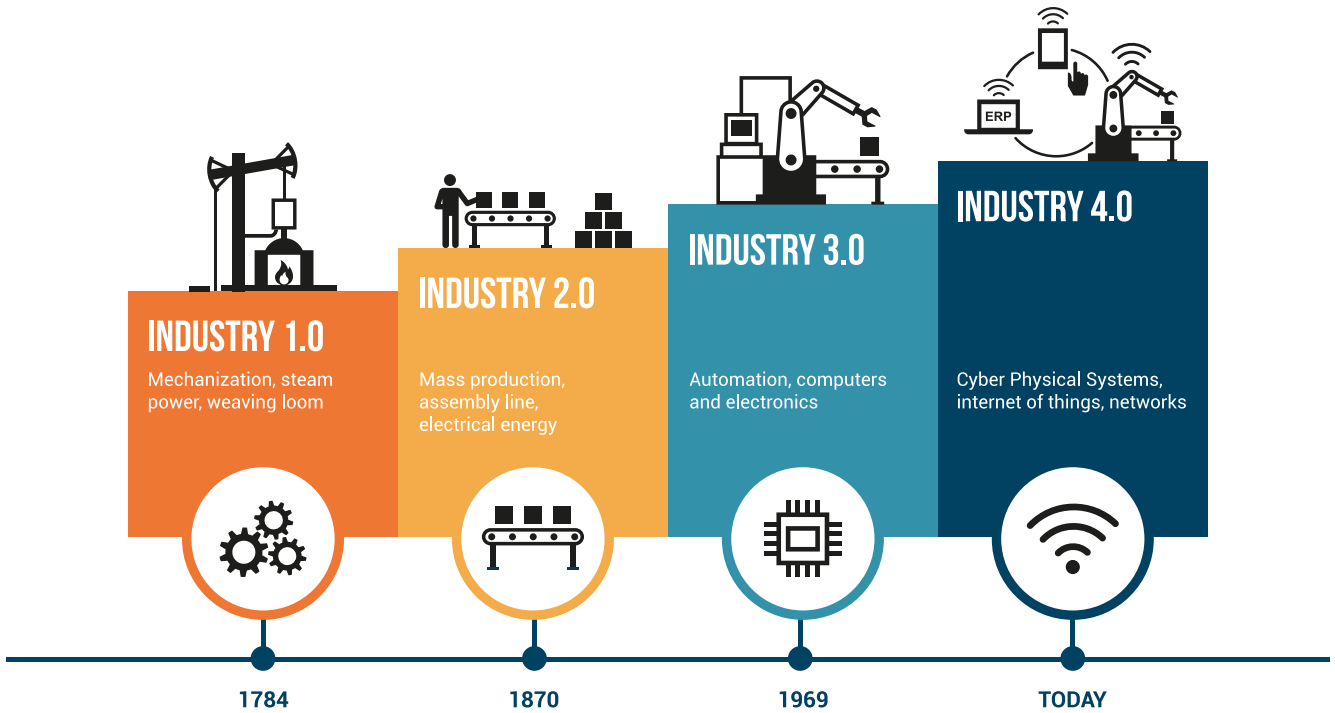 ERP
INDUSTRY 1.0
Mechanization, steam
power, weaving loom
INDUSTRY 2.0
Mass production,
assembly line,
electrical energy
INDUSTRY 3.0
Automation, computers
and electronics
INDUSTRY 4.0
Cyber Physical Systems,
internet of things, networks
1784
1870
1969
TODAY